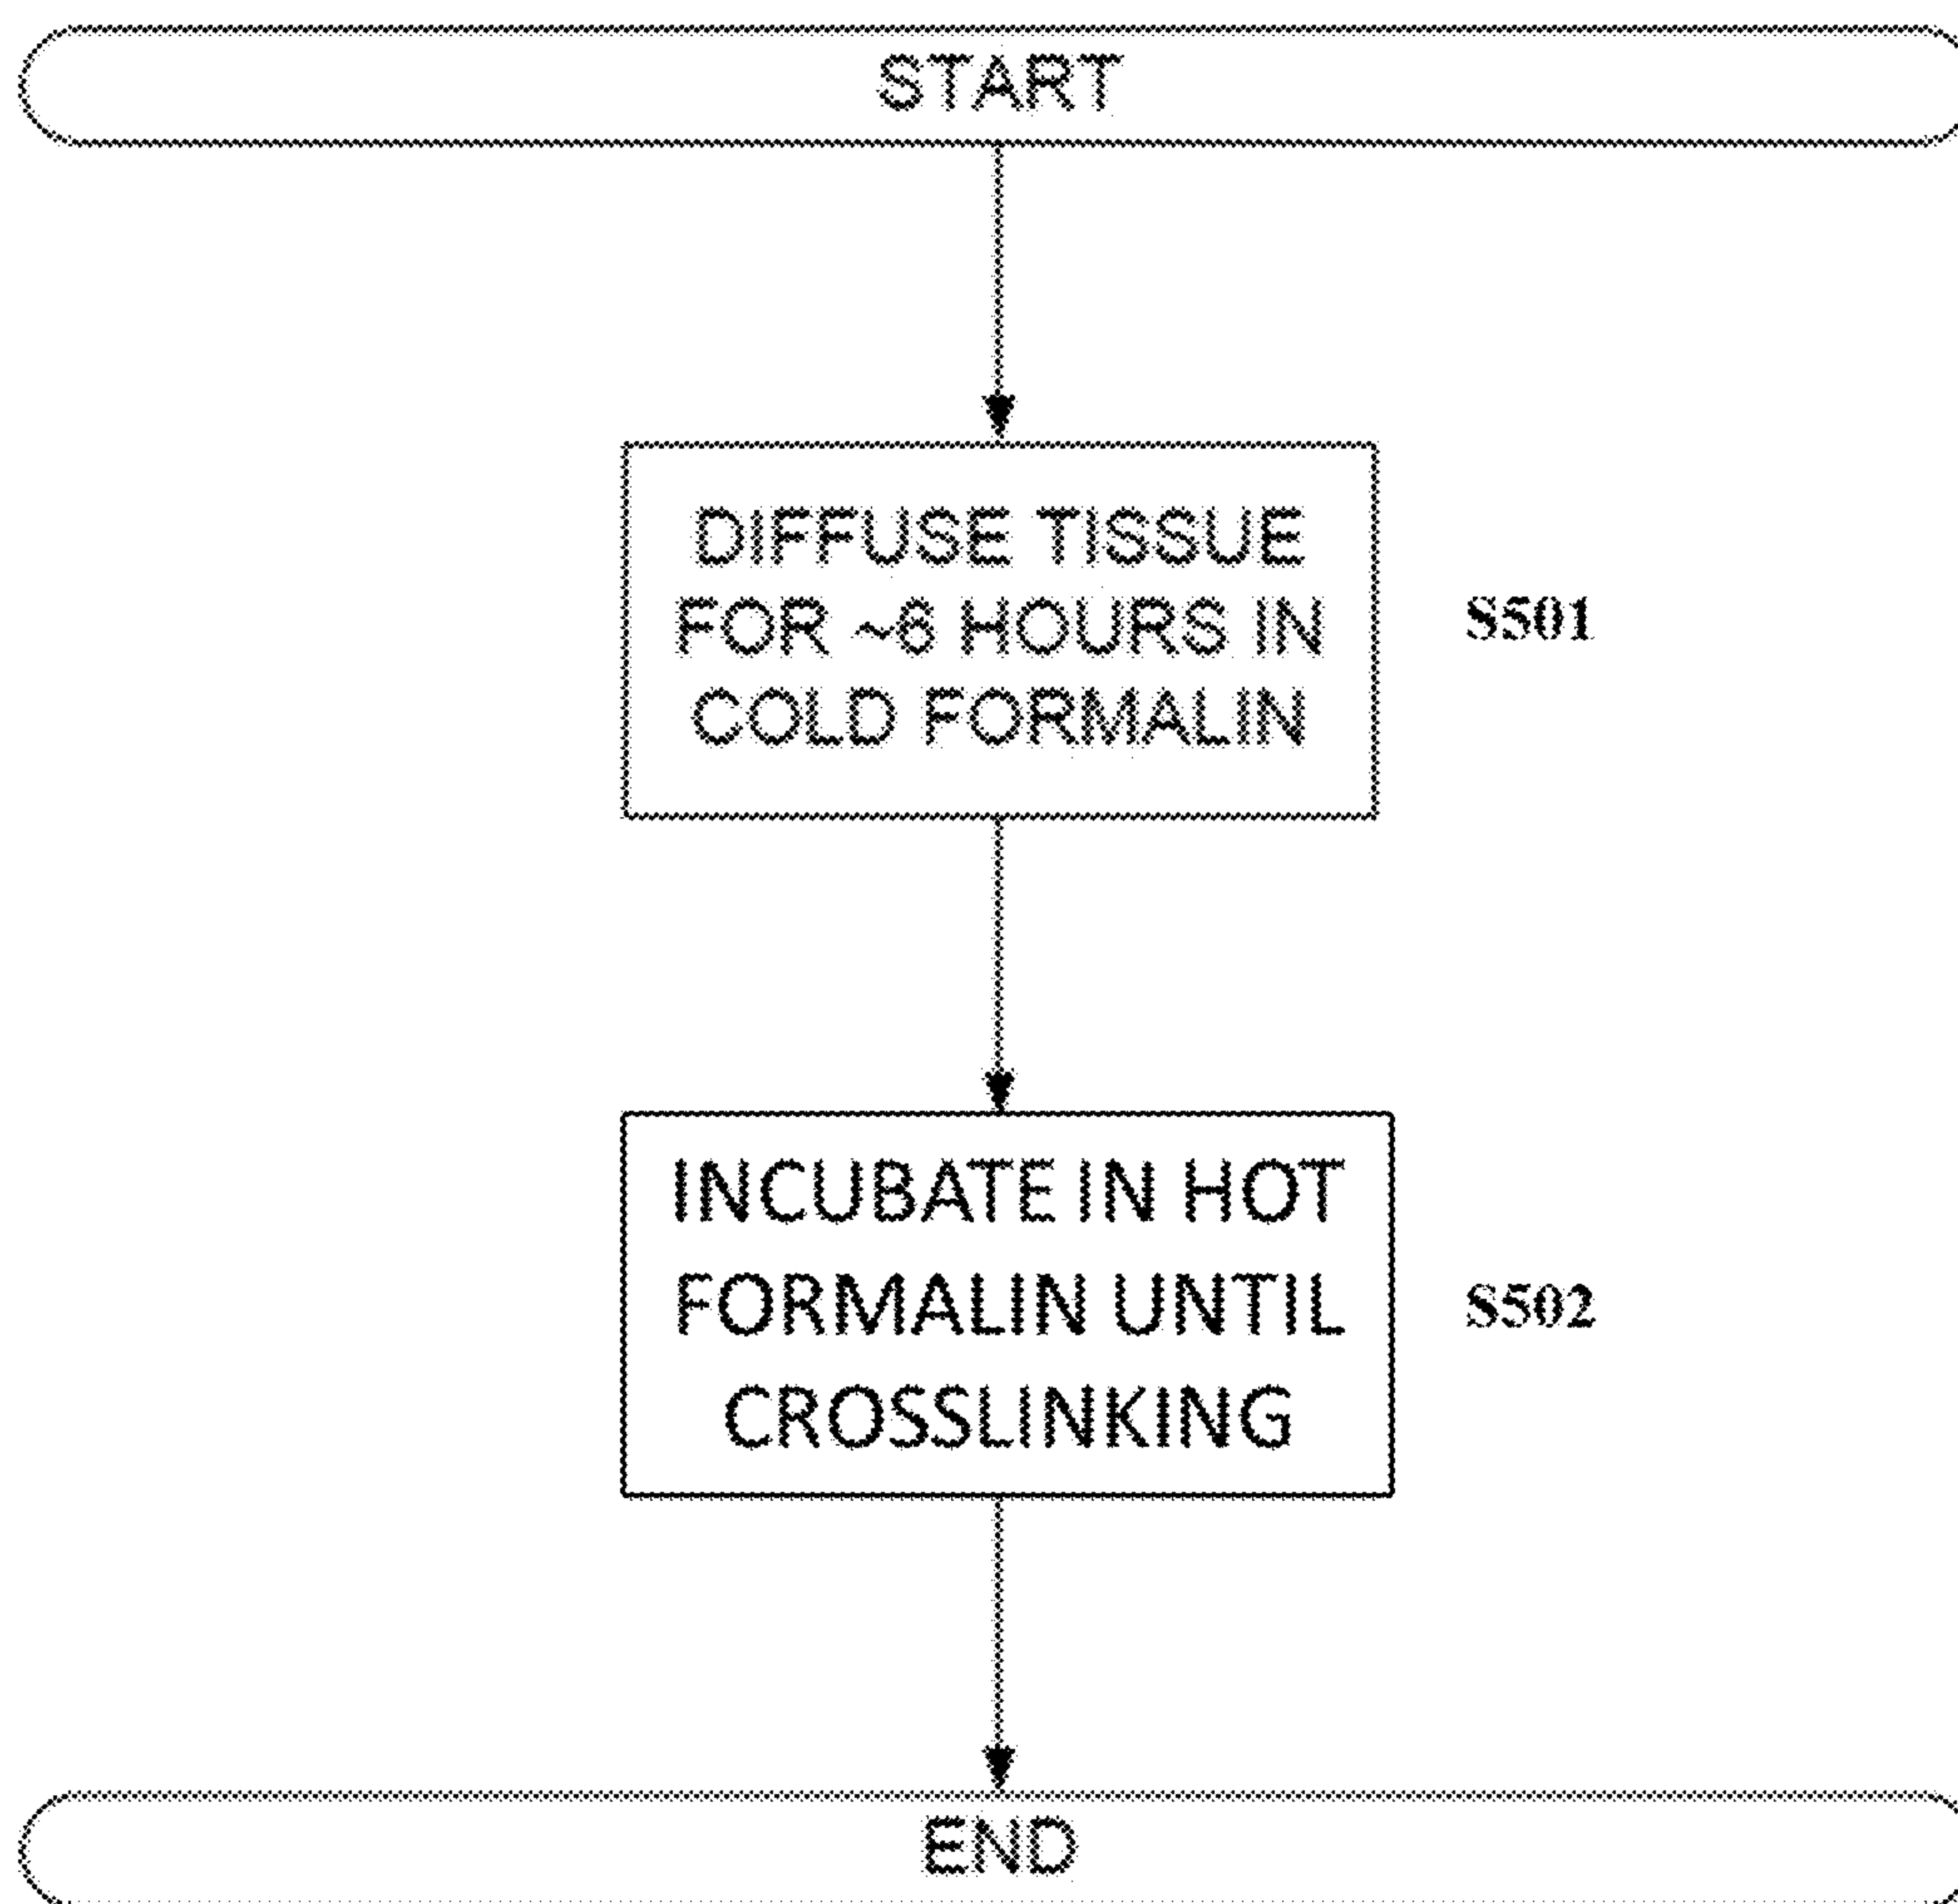 START
DIFFUSE TISSUE
FOR ~6 HOURS IN
COLD FORMALIN
S501
INCUBATE IN HOT
FORMALIN UNTIL
CROSSLINKING
S502
END